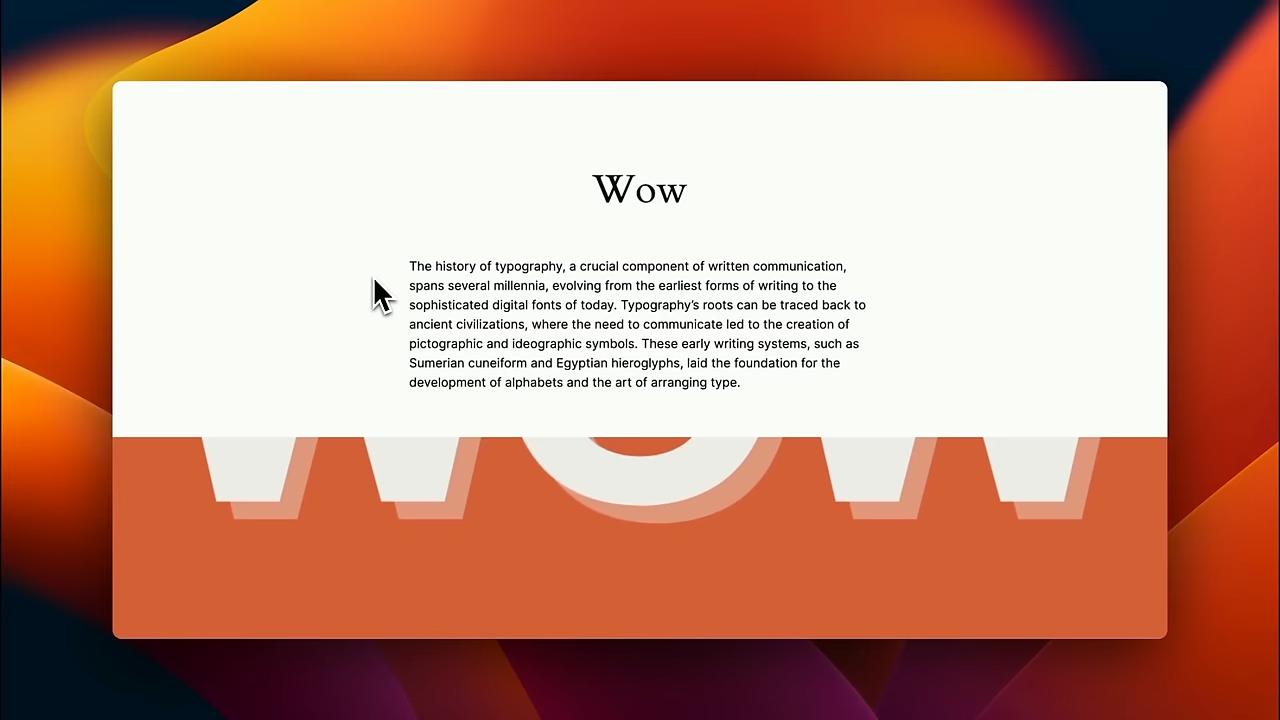 Wow
The history of typography, a crucial component of written communication,
spans several millennia, evolving from the earliest forms of writing to the
sophisticated digital fonts of today. Typography’s roots can be traced back to
ancient civilizations, where the need to communicate led to the creation of
pictographic and ideographic symbols. These early writing systems, such as
Sumerian cuneiform and Egyptian hieroglyphs, laid the foundation for the
development of alphabets and the art of arranging type.
WOW